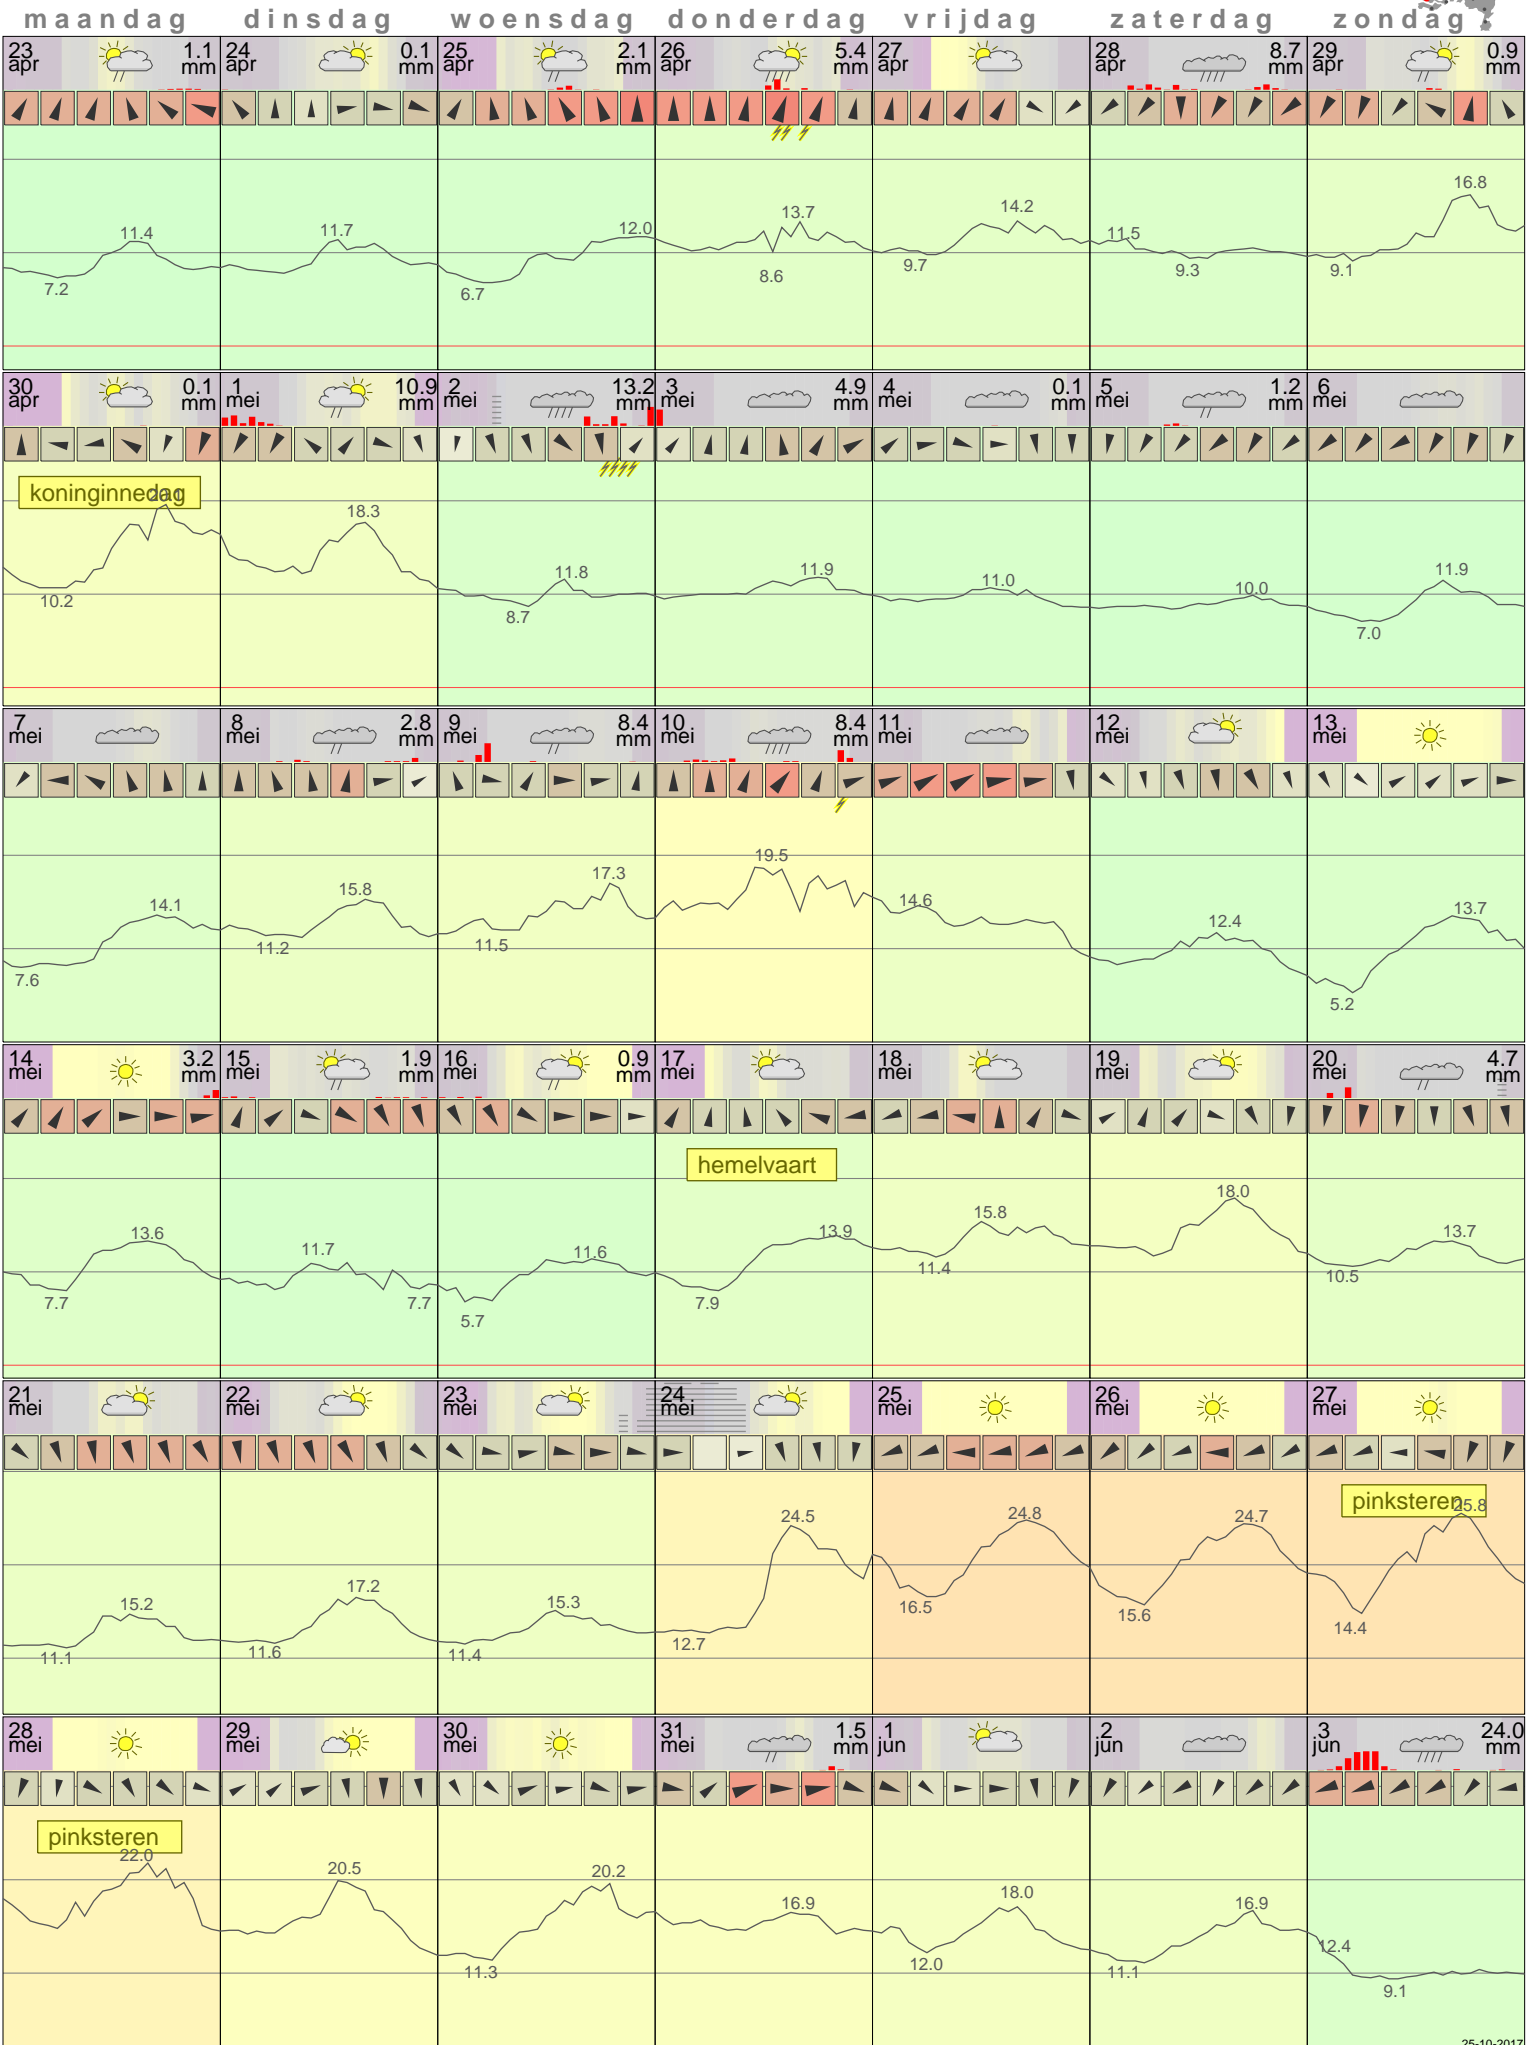 maandag dinsdag woensdag donderdag vrijdag zaterdag zondag
23 apr 1.1 mm 24 apr 0.1 mm 25 apr 2.1 mm 26 apr 5.4 mm 27 apr 28 apr 8.7 mm 29 apr 0.9 mm
16.8
11.4 11.7 12.0 13.7 14.2 11.5
7.2 6.7 8.6 9.7 9.3 9.1
30 apr 0.1 mm 1 mei 10.9 mm 2 mei 13.2 mm 3 mei 4.9 mm 4 mei 0.1 mm 5 mei 1.2 mm 6 mei
koninginnedag 20.1
18.3
11.8 11.9 11.0 10.0 11.9
10.2 8.7 7.0
7 mei 8 mei 2.8 mm 9 mei 8.4 mm 10 mei 8.4 mm 11 mei 12 mei 13 mei
19.5
14.1 15.8 17.3 14.6 12.4 13.7
7.6 11.2 11.5 5.2
14 mei 3.2 mm 15 mei 1.9 mm 16 mei 0.9 mm 17 mei 18 mei 19 mei 20 mei 4.7 mm
hemelvaart
13.6 11.7 11.6 13.9 15.8 18.0 13.7
7.7 7.7 5.7 7.9 11.4 10.5
21 mei 22 mei 23 mei 24 mei 25 mei 26 mei 27 mei
pinksteren 25.8
24.5 24.8 24.7
15.2 17.2 15.3 16.5 15.6 14.4
11.1 11.6 11.4 12.7
28 mei 29 mei 30 mei 31 mei 1.5 mm 1 jun 2 jun 3 jun 24.0 mm
pinksteren
22.0 20.5 20.2 16.9 18.0 16.9 12.4
11.3 12.0 11.1 9.1
25-10-2017